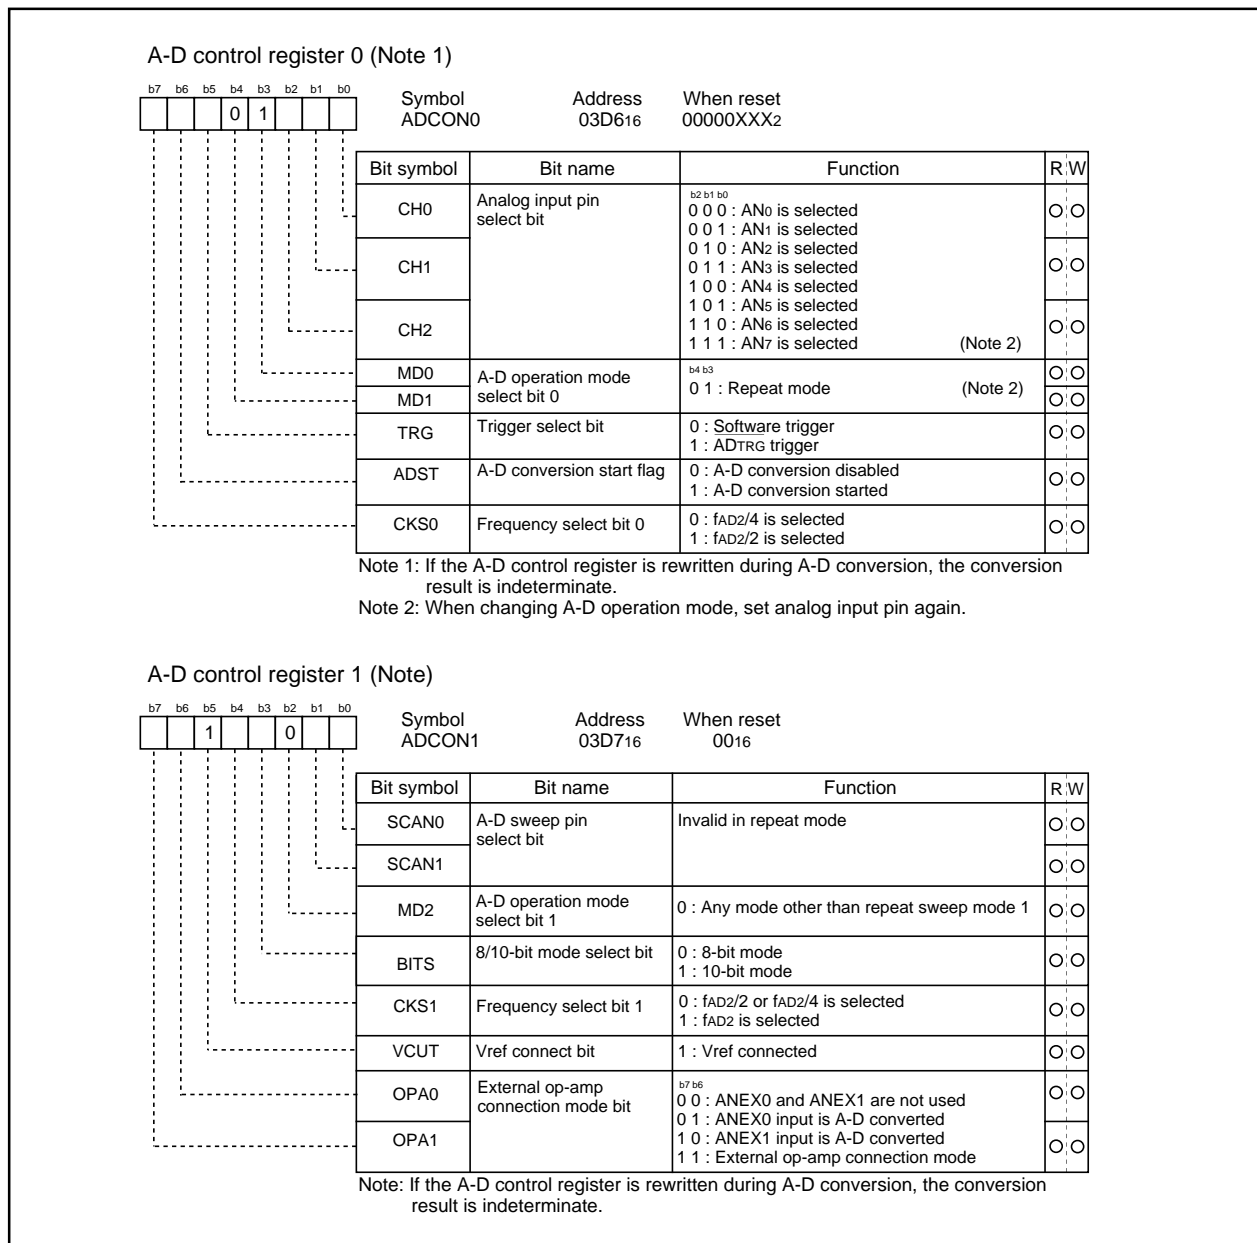 A-D control register 0 (Note 1)
b7 b6 b5 b4 b3 b2 b1 b0
0 1
Symbol Address When reset
ADCON0 03D616 00000XXX2
Bit symbol Bit name Function R W
CH0 Analog input pin select bit
b2 b1 b0
0 0 0 : AN0 is selected
0 0 1 : AN1 is selected
0 1 0 : AN2 is selected
CH1
0 1 1 : AN3 is selected
1 0 0 : AN4 is selected
1 0 1 : AN5 is selected
CH2
1 1 0 : AN6 is selected
1 1 1 : AN7 is selected (Note 2)
MD0
MD1
A-D operation mode
select bit 0
b4 b3
0 1 : Repeat mode (Note 2)
TRG Trigger select bit
0 : Software trigger
1 : ADTRG trigger
ADST A-D conversion start flag
0 : A-D conversion disabled
1 : A-D conversion started
CKS0 Frequency select bit 0
0 : fAD2/4 is selected
1 : fAD2/2 is selected
Note 1: If the A-D control register is rewritten during A-D conversion, the conversion
result is indeterminate.
Note 2: When changing A-D operation mode, set analog input pin again.
A-D control register 1 (Note)
b7 b6 b5 b4 b3 b2 b1 b0
1 0
Symbol Address When reset
ADCON1 03D716 0016
Bit symbol Bit name Function R W
SCAN0
SCAN1
A-D sweep pin
select bit
Invalid in repeat mode
MD2
A-D operation mode
select bit 1
0 : Any mode other than repeat sweep mode 1
BITS 8/10-bit mode select bit
0 : 8-bit mode
1 : 10-bit mode
CKS1 Frequency select bit 1
0 : fAD2/2 or fAD2/4 is selected
1 : fAD2 is selected
VCUT Vref connect bit 1 : Vref connected
OPA0
OPA1
External op-amp
connection mode bit
b7 b6
0 0 : ANEX0 and ANEX1 are not used
0 1 : ANEX0 input is A-D converted
1 0 : ANEX1 input is A-D converted
1 1 : External op-amp connection mode
Note: If the A-D control register is rewritten during A-D conversion, the conversion
result is indeterminate.